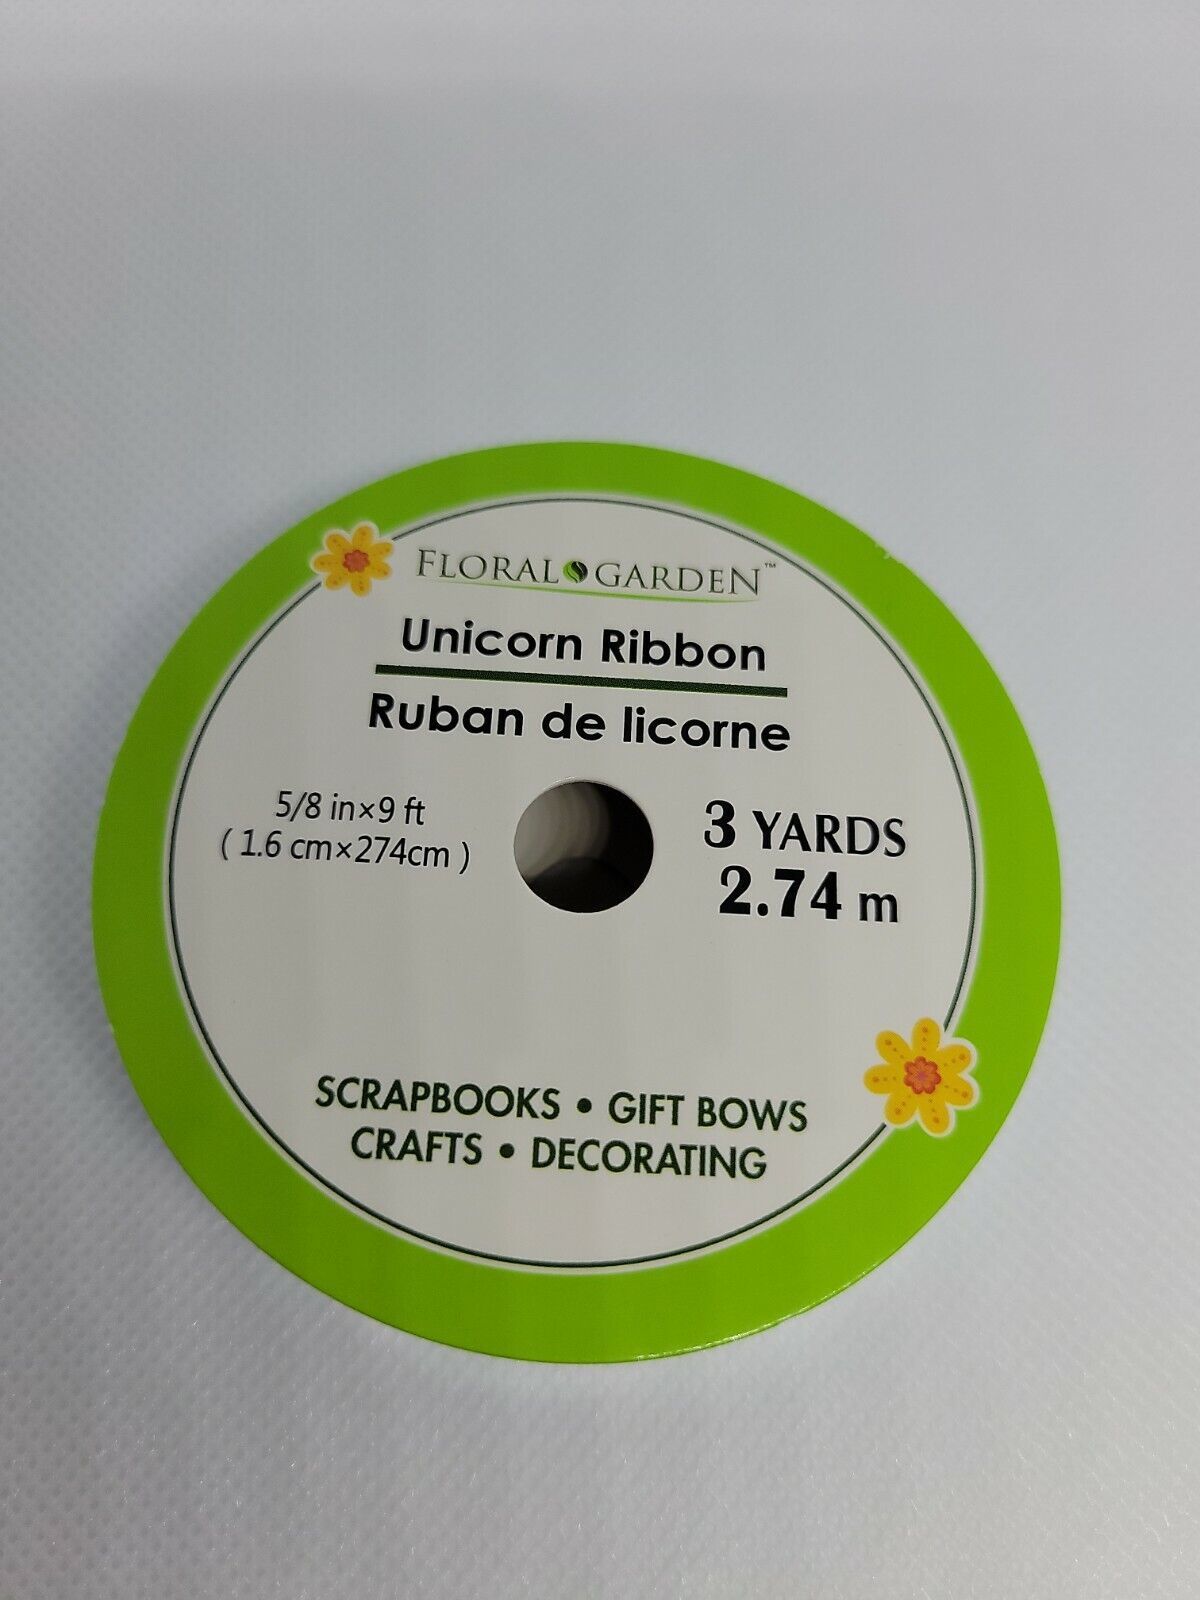 FLORAL GARDEN™
Unicorn Ribbon
Ruban de licorne
5/8 in×9 ft
( 1.6 cm×274cm )
3 YARDS
2.74 m
SCRAPBOOKS • GIFT BOWS
CRAFTS • DECORATING